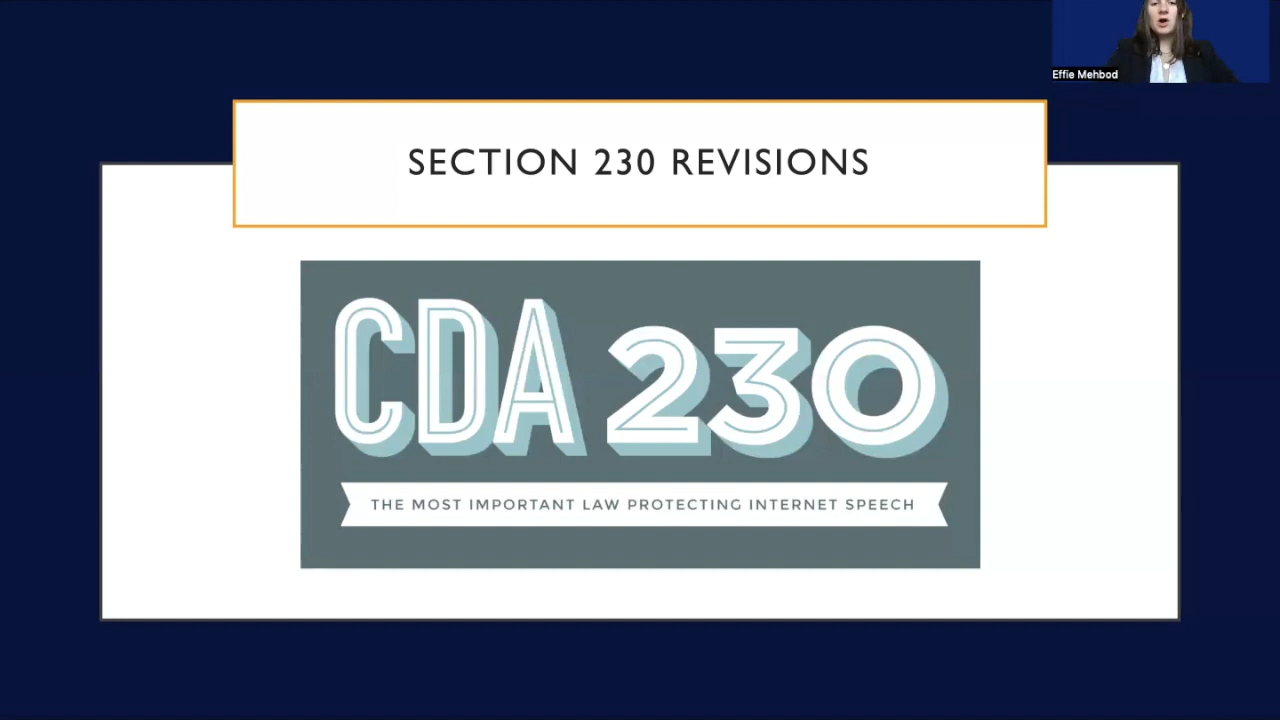 Effie Mehbod
SECTION 230 REVISIONS
CDA 230
THE MOST IMPORTANT LAW PROTECTING INTERNET SPEECH